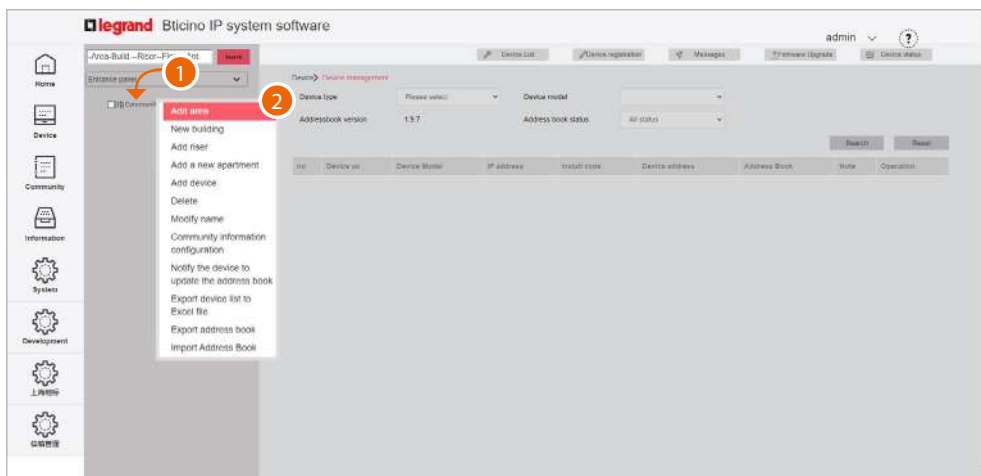 legrand Bticino IP system software
admin
?
-Area-Build --Risor--
Device List
Device registration
Messages
Firmware Upgrade
Device status
Home
Entrance panel
1
Device> Device management
2
Device type
Please select
Device model
Addressbook version
1.9.7
Address book status
All status
Search
Reset
no
Device no
Device Model
IP address
Install code
Device address
Address Book
Note
Operation
Add area
New building
Add riser
Add a new apartment
Add device
Delete
Modify name
Community information
configuration
Notify the device to
update the address book
Export device list to
Excel file
Export address book
Import Address Book
Device
Community
Information
System
Development
上海地标